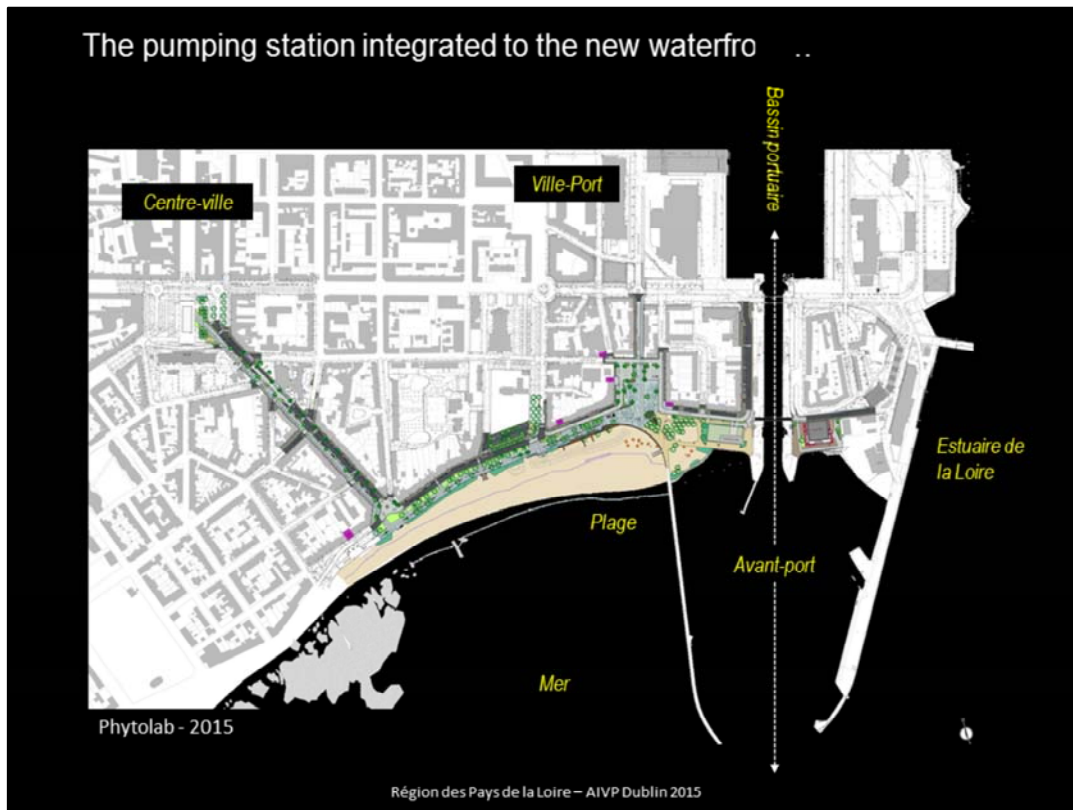 The pumping station integrated to the new waterfro ..
Bassin portuaire
Centre-ville
Ville-Port
Estuaire de
la Loire
Plage
Avant-port
Mer
Phytolab - 2015
Région des Pays de la Loire – AIVP Dublin 2015